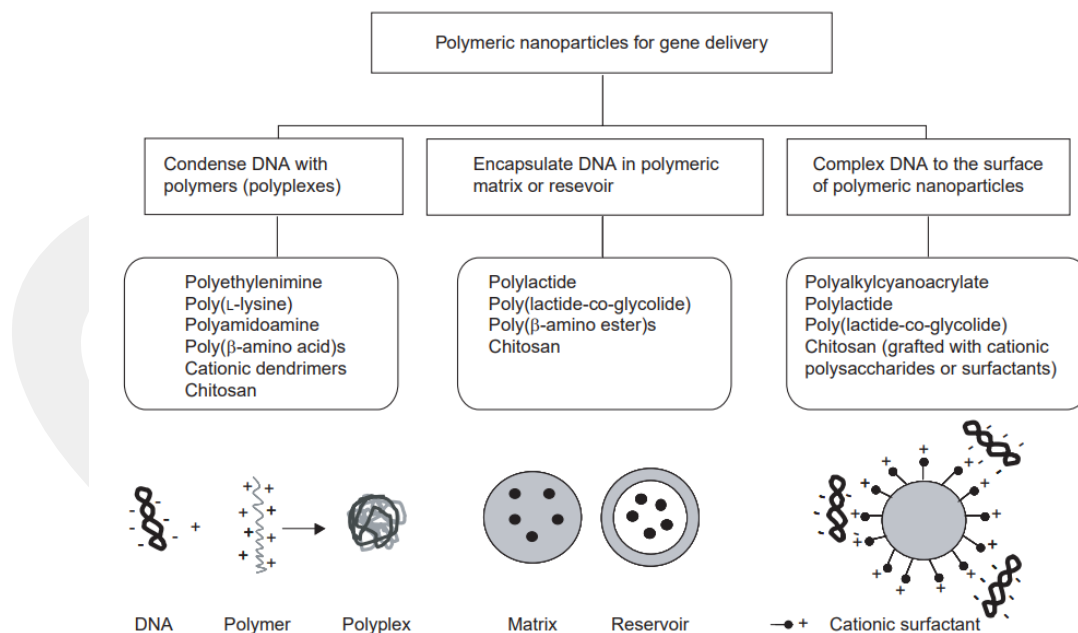 Polymeric nanoparticles for gene delivery
Condense DNA with
polymers (polyplexes)
Encapsulate DNA in polymeric
matrix or resevoir
Complex DNA to the surface
of polymeric nanoparticles
Polyethylenimine
Poly(L-lysine)
Polyamidoamine
Poly(β-amino acid)s
Cationic dendrimers
Chitosan
Polylactide
Poly(lactide-co-glycolide)
Poly(β-amino ester)s
Chitosan
Polyalkylcyanoacrylate
Polylactide
Poly(lactide-co-glycolide)
Chitosan (grafted with cationic
polysaccharides or surfactants)
DNA
+
Polymer
Polyplex
Matrix
Reservoir
+ Cationic surfactant